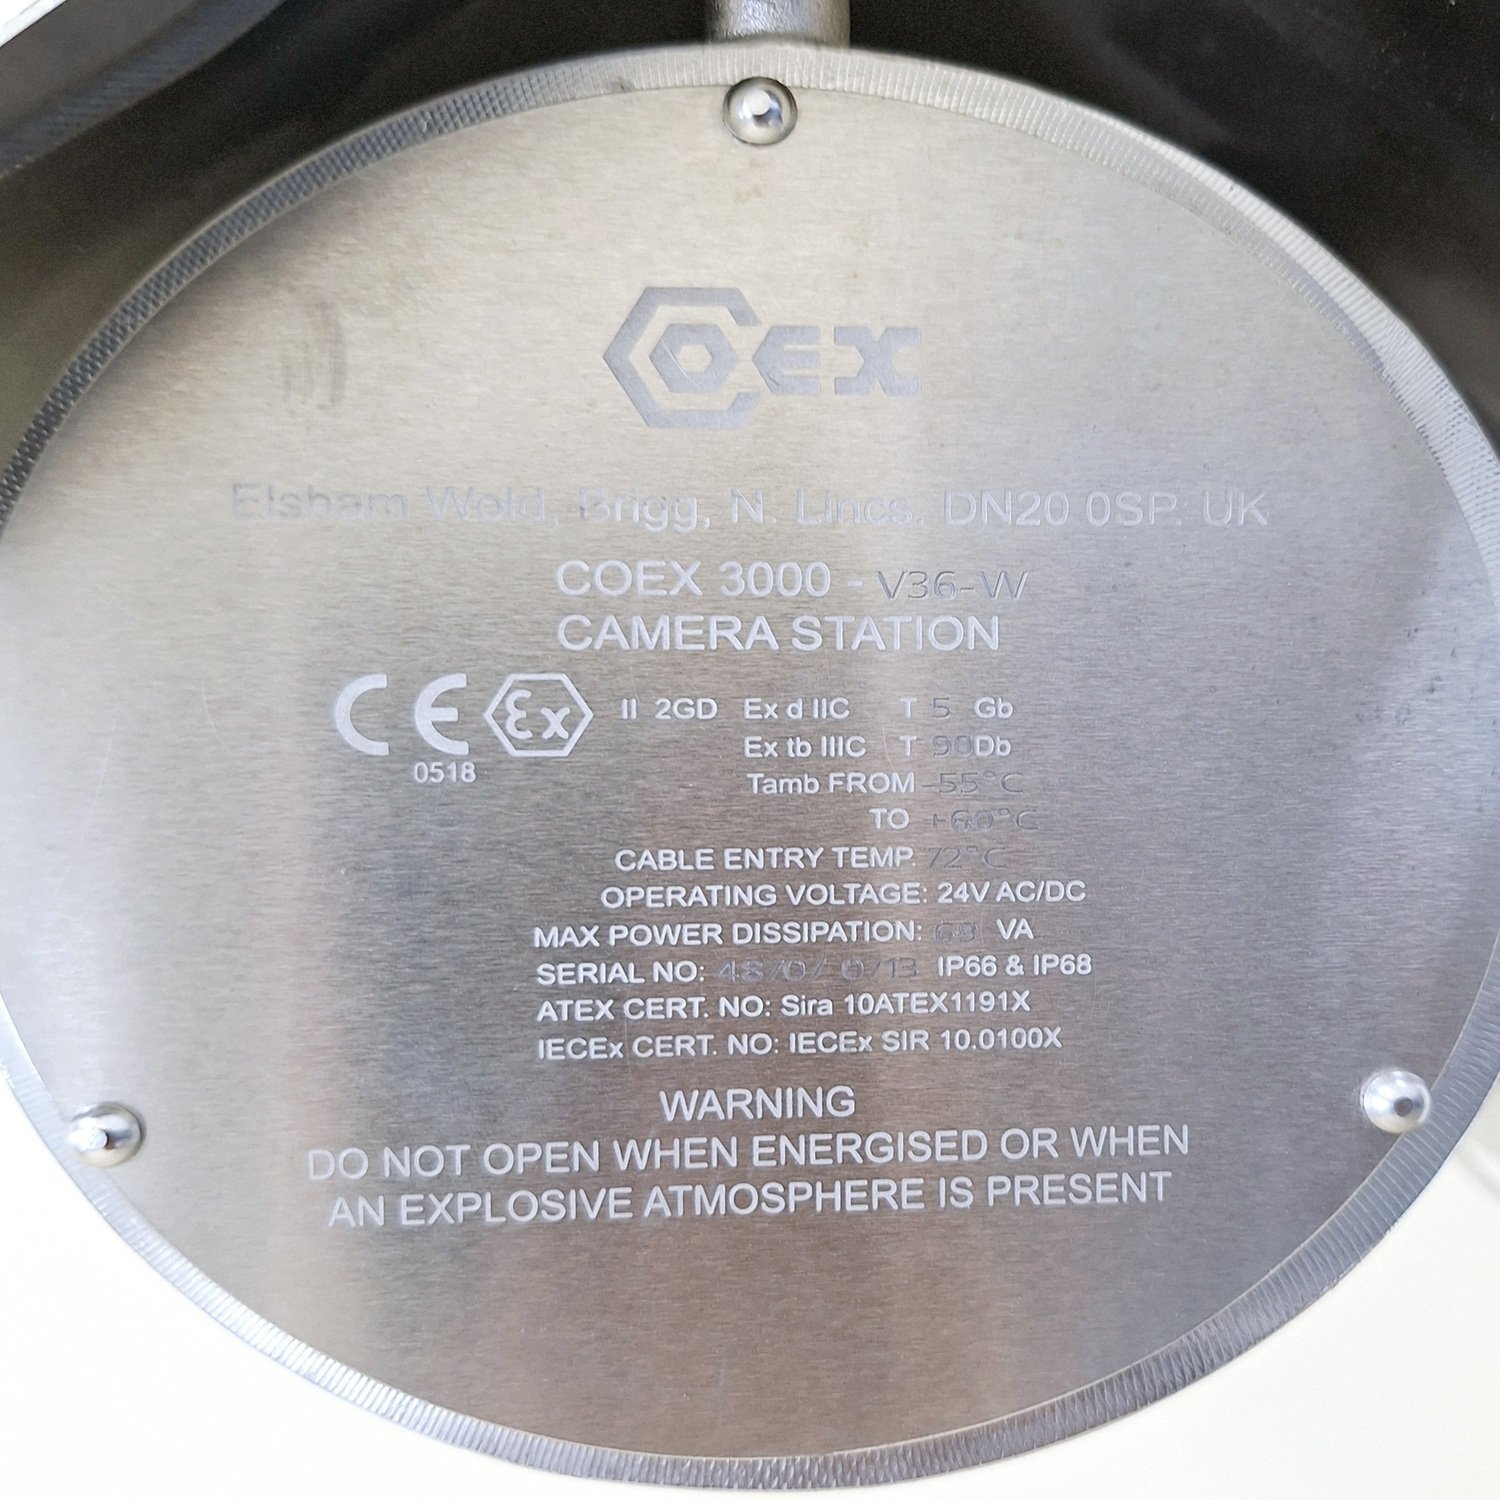 COEX
Elsham Wold, Brigg, N. Lincs. DN20 0SP. UK
COEX 3000 - V36-W
CAMERA STATION
CE Ex II 2GD Ex d IIC T 5 Gb
0518 Ex tb IIIC T 90 Db
Tamb FROM -55°C
TO +60°C
CABLE ENTRY TEMP. 72°C
OPERATING VOLTAGE: 24V AC/DC
MAX POWER DISSIPATION: VA
SERIAL NO: IP66 & IP68
ATEX CERT. NO: Sira 10ATEX1191X
IECEx CERT. NO: IECEx SIR 10.0100X
WARNING
DO NOT OPEN WHEN ENERGISED OR WHEN
AN EXPLOSIVE ATMOSPHERE IS PRESENT